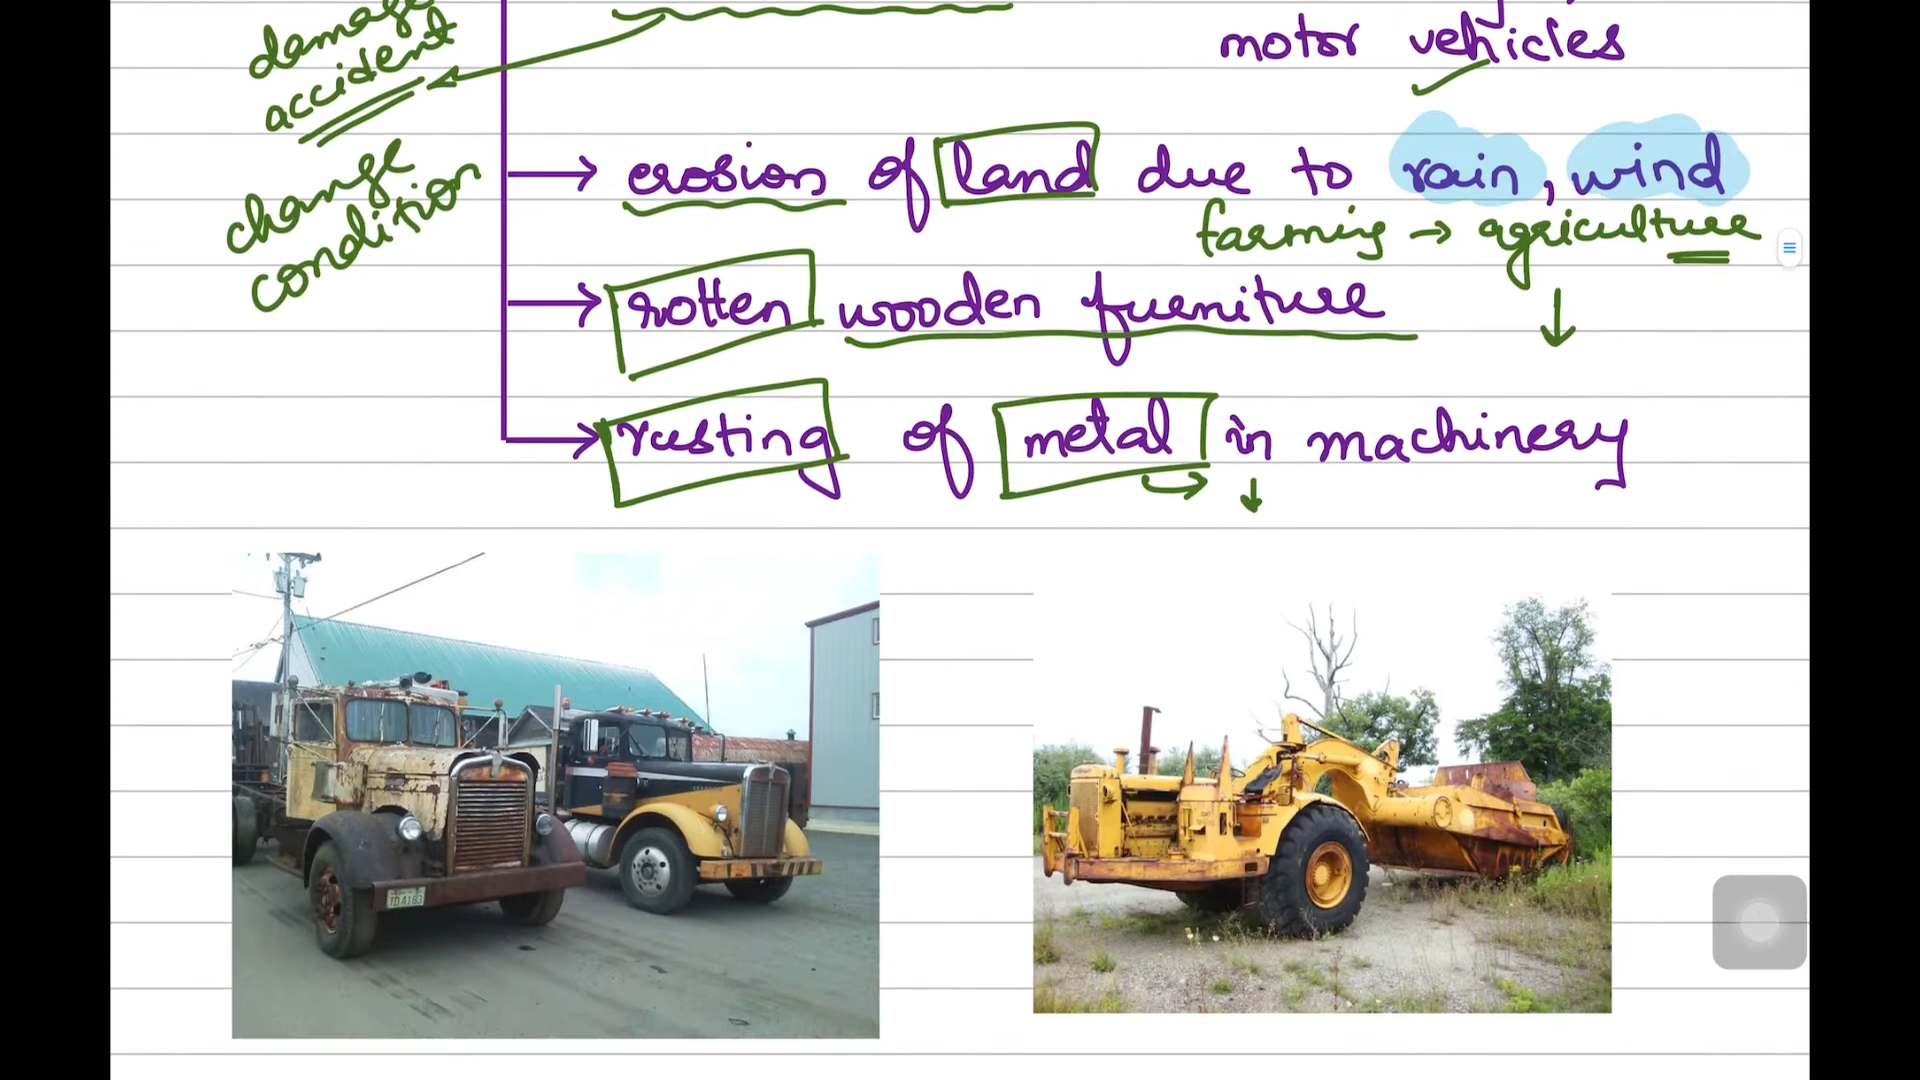 damage
accident
motor vehicles
change
condition
→ erosion of land due to rain, wind
farming → agriculture
→ rotten wooden furniture
→ rusting of metal in machinery